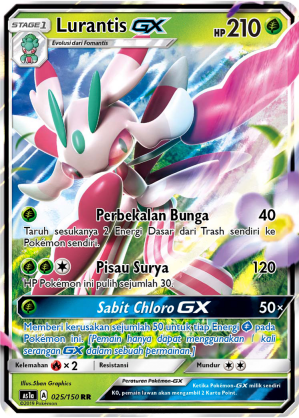 STAGE 1 Lurantis GX HP 210
Evolusi dari Fomantis
Perbekalan Bunga 40
Taruh sesukanya 2 Energi Dasar dari Trash sendiri ke
Pokémon sendiri.
Pisau Surya 120
HP Pokémon ini pulih sejumlah 30.
Sabit Chloro GX 50×
Memberi kerusakan sejumlah 50 untuk tiap Energi pada Pokémon
ini. [Pemain hanya dapat menggunakan 1 kali
serangan GX dalam sebuah permainan.]
Kelemahan × 2 Resistansi Mundur
Illus. 5ban Graphics
Peraturan Pokémon-GX
AS1a A 025/150 RR
Ketika Pokémon-GX milik sendiri
KO, pemain lawan akan mengambil 2 Kartu Point.
©2019 Pokémon